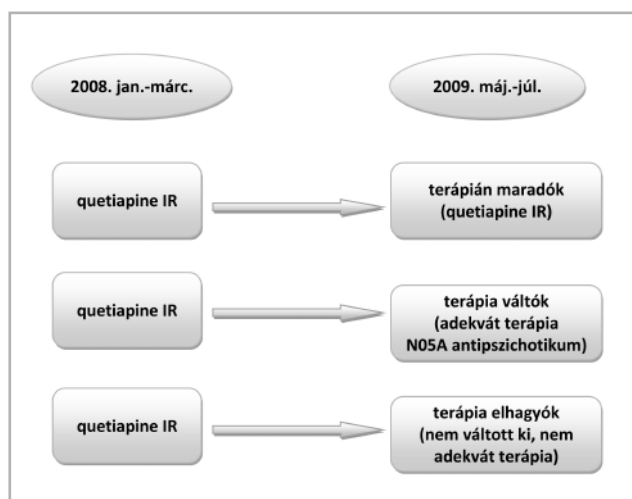 2008. jan.-márc.
2009. máj.-júl.
quetiapine IR
terápián maradók
(quetiapine IR)
quetiapine IR
terápia váltók
(adekvát terápia
N05A antipszichotikum)
quetiapine IR
terápia elhagyók
(nem váltott ki, nem
adekvát terápia)